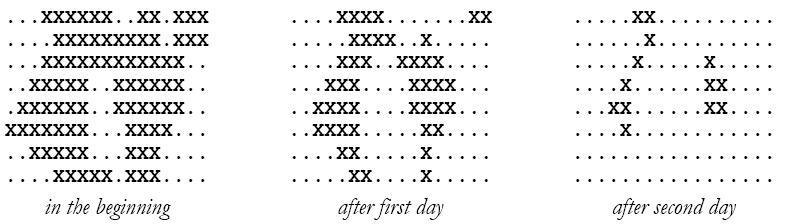 ...xxxxxx..xx.xxx ....xxxx.......xx .....xx..........
....xxxxxxxxx.xxx .....xxxx..x..... ......x..........
...xxxxxxxxxxxx.. ....xxx..xxxx.... .....x.....x.....
..xxxxx..xxxxxx.. ...xxx....xxxx... ....x......xx....
.xxxxxx..xxxxxx.. ..xxxx....xxxx... ...xx......xx....
xxxxxxx...xxxx... ..xxxx.....xx.... ....x............
..xxxxx...xxx.... ....xx.....x..... .................
....xxxxx.xxx.... .....xx....x..... .................
in the beginning after first day after second day